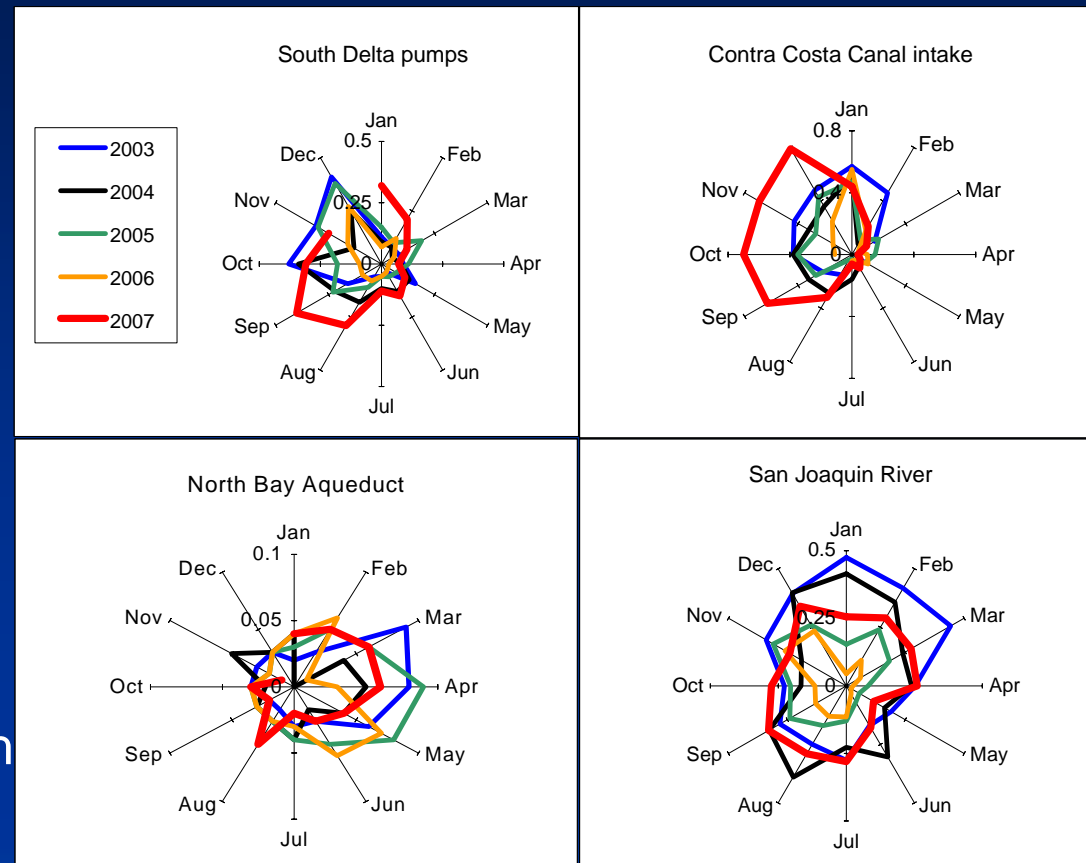 South Delta pumps
2003
2004
2005
2006
2007
Jan
Feb
Mar
Apr
May
Jun
Jul
Aug
Sep
Oct
Nov
Dec
0.5
0.25
0
Contra Costa Canal intake
Jan
Feb
Mar
Apr
May
Jun
Jul
Aug
Sep
Oct
Nov
Dec
0.8
0.4
0
North Bay Aqueduct
Jan
Feb
Mar
Apr
May
Jun
Jul
Aug
Sep
Oct
Nov
Dec
0.1
0.05
0
San Joaquin River
Jan
Feb
Mar
Apr
May
Jun
Jul
Aug
Sep
Oct
Nov
Dec
0.5
0.25
0
n